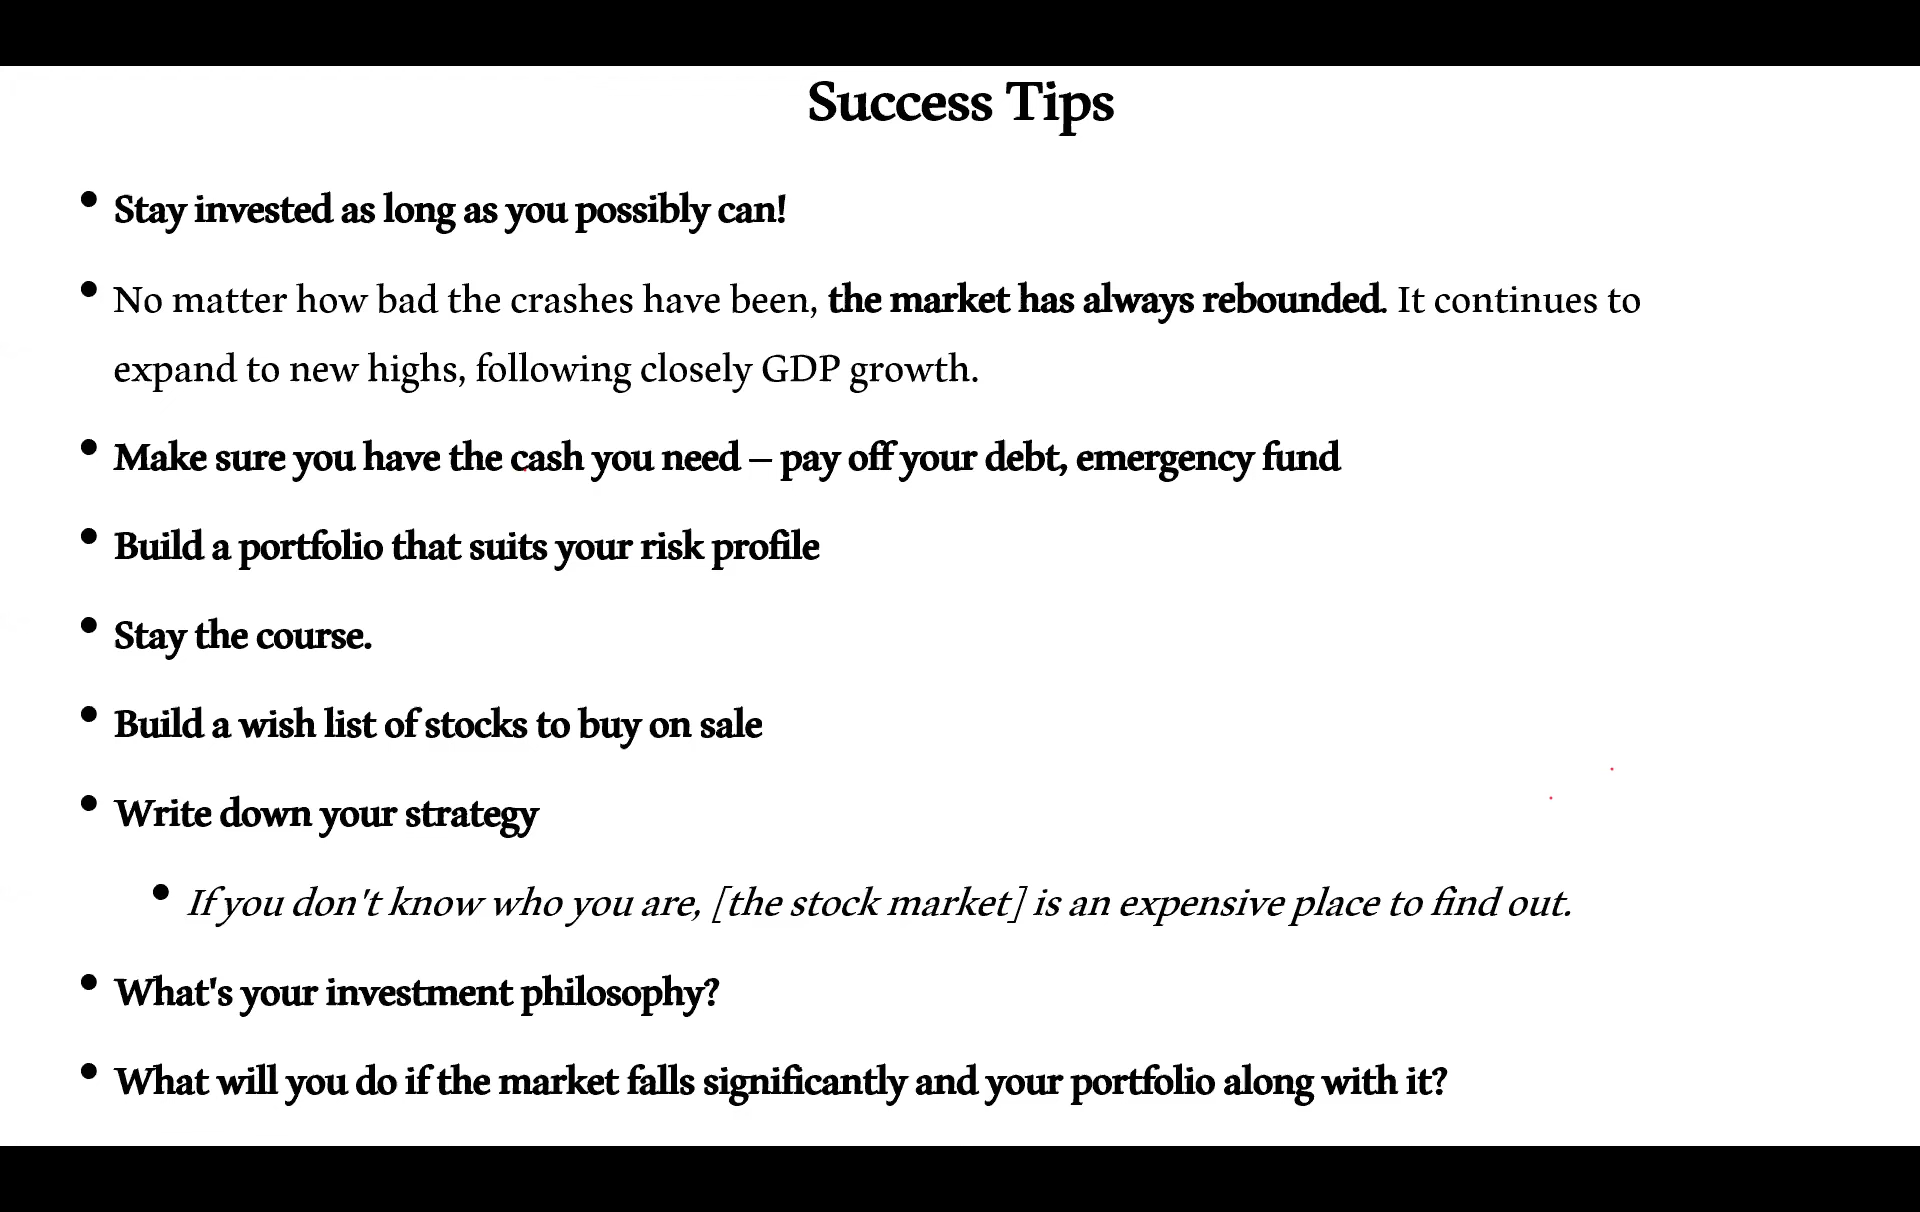 Success Tips
• Stay invested as long as you possibly can!
• No matter how bad the crashes have been, the market has always rebounded. It continues to
expand to new highs, following closely GDP growth.
• Make sure you have the cash you need – pay off your debt, emergency fund
• Build a portfolio that suits your risk profile
• Stay the course.
• Build a wish list of stocks to buy on sale
• Write down your strategy
• If you don't know who you are, [the stock market] is an expensive place to find out.
• What's your investment philosophy?
• What will you do if the market falls significantly and your portfolio along with it?